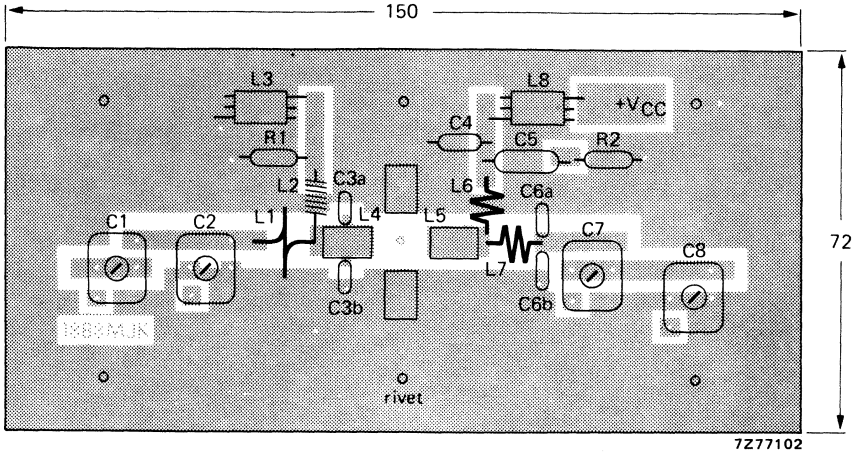 150
L3
L8
+VCC
C4
R1
C5
R2
C3a
L2
L6
C6a
C1
C2
L1
L4
L5
C7
72
C8
L7
C3b
C6b
1888MJK
rivet
7Z77102